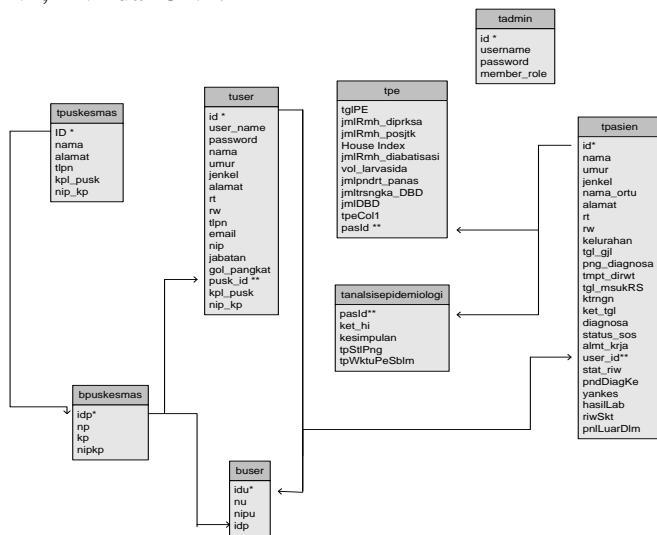 tadmin
id *
username
password
member_role
tuser
id *
user_name
password
nama
umur
jenkel
alamat
rt
rw
tlpn
email
nip
jabatan
gol_pangkat
pusk_id **
kpl_pusk
nip_kp
tpe
tglPE
jmlRmh_diprksa
jmlRmh_posjtk
House Index
jmlRmh_diabatisasi
vol_larvasida
jmlpndrt_panas
jmltrsngka_DBD
jmlDBD
tpeCol1
pasId **
tpuskesmas
ID *
nama
alamat
tlpn
kpl_pusk
nip_kp
tpasien
id*
nama
umur
jenkel
nama_ortu
alamat
rt
rw
kelurahan
tgl_gjl
png_diagnosa
tmpt_dirwt
tgl_msukRS
ktrngn
ket_tgl
diagnosa
status_sos
almt_krja
user_id**
stat_riw
pndDiagKe
yankes
hasilLab
riwSkt
pnlLuarDlm
tanalsisepidemiologi
pasId**
ket_hi
kesimpulan
tpStlPng
tpWktuPeSblm
bpuskesmas
idp*
np
kp
nipkp
buser
idu*
nu
nipu
idp